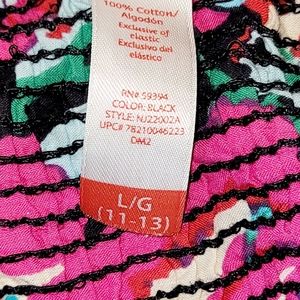 100% Cotton/
Algodón
Exclusive of
elastic
Exclusivo del
elástico
RN# 59394
COLOR: BLACK
STYLE: NJ22002A
UPC# 78210046223
DM2
L/G
(11-13)